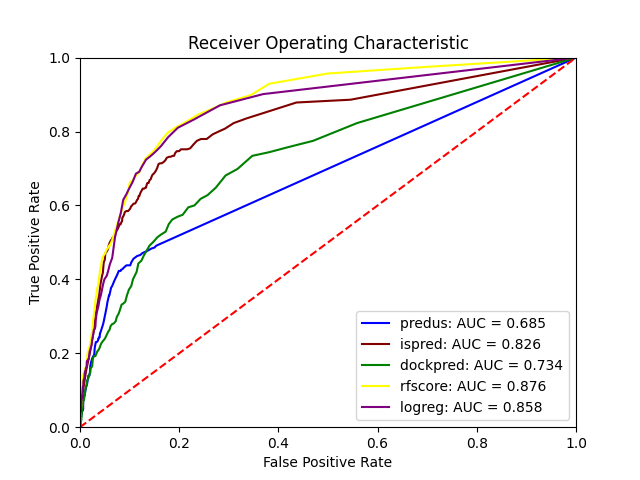 Receiver Operating Characteristic
True Positive Rate
1.0
0.8
0.6
0.4
0.2
0.0
predus: AUC = 0.685
ispred: AUC = 0.826
dockpred: AUC = 0.734
rfscore: AUC = 0.876
logreg: AUC = 0.858
0.0 0.2 0.4 0.6 0.8 1.0
False Positive Rate